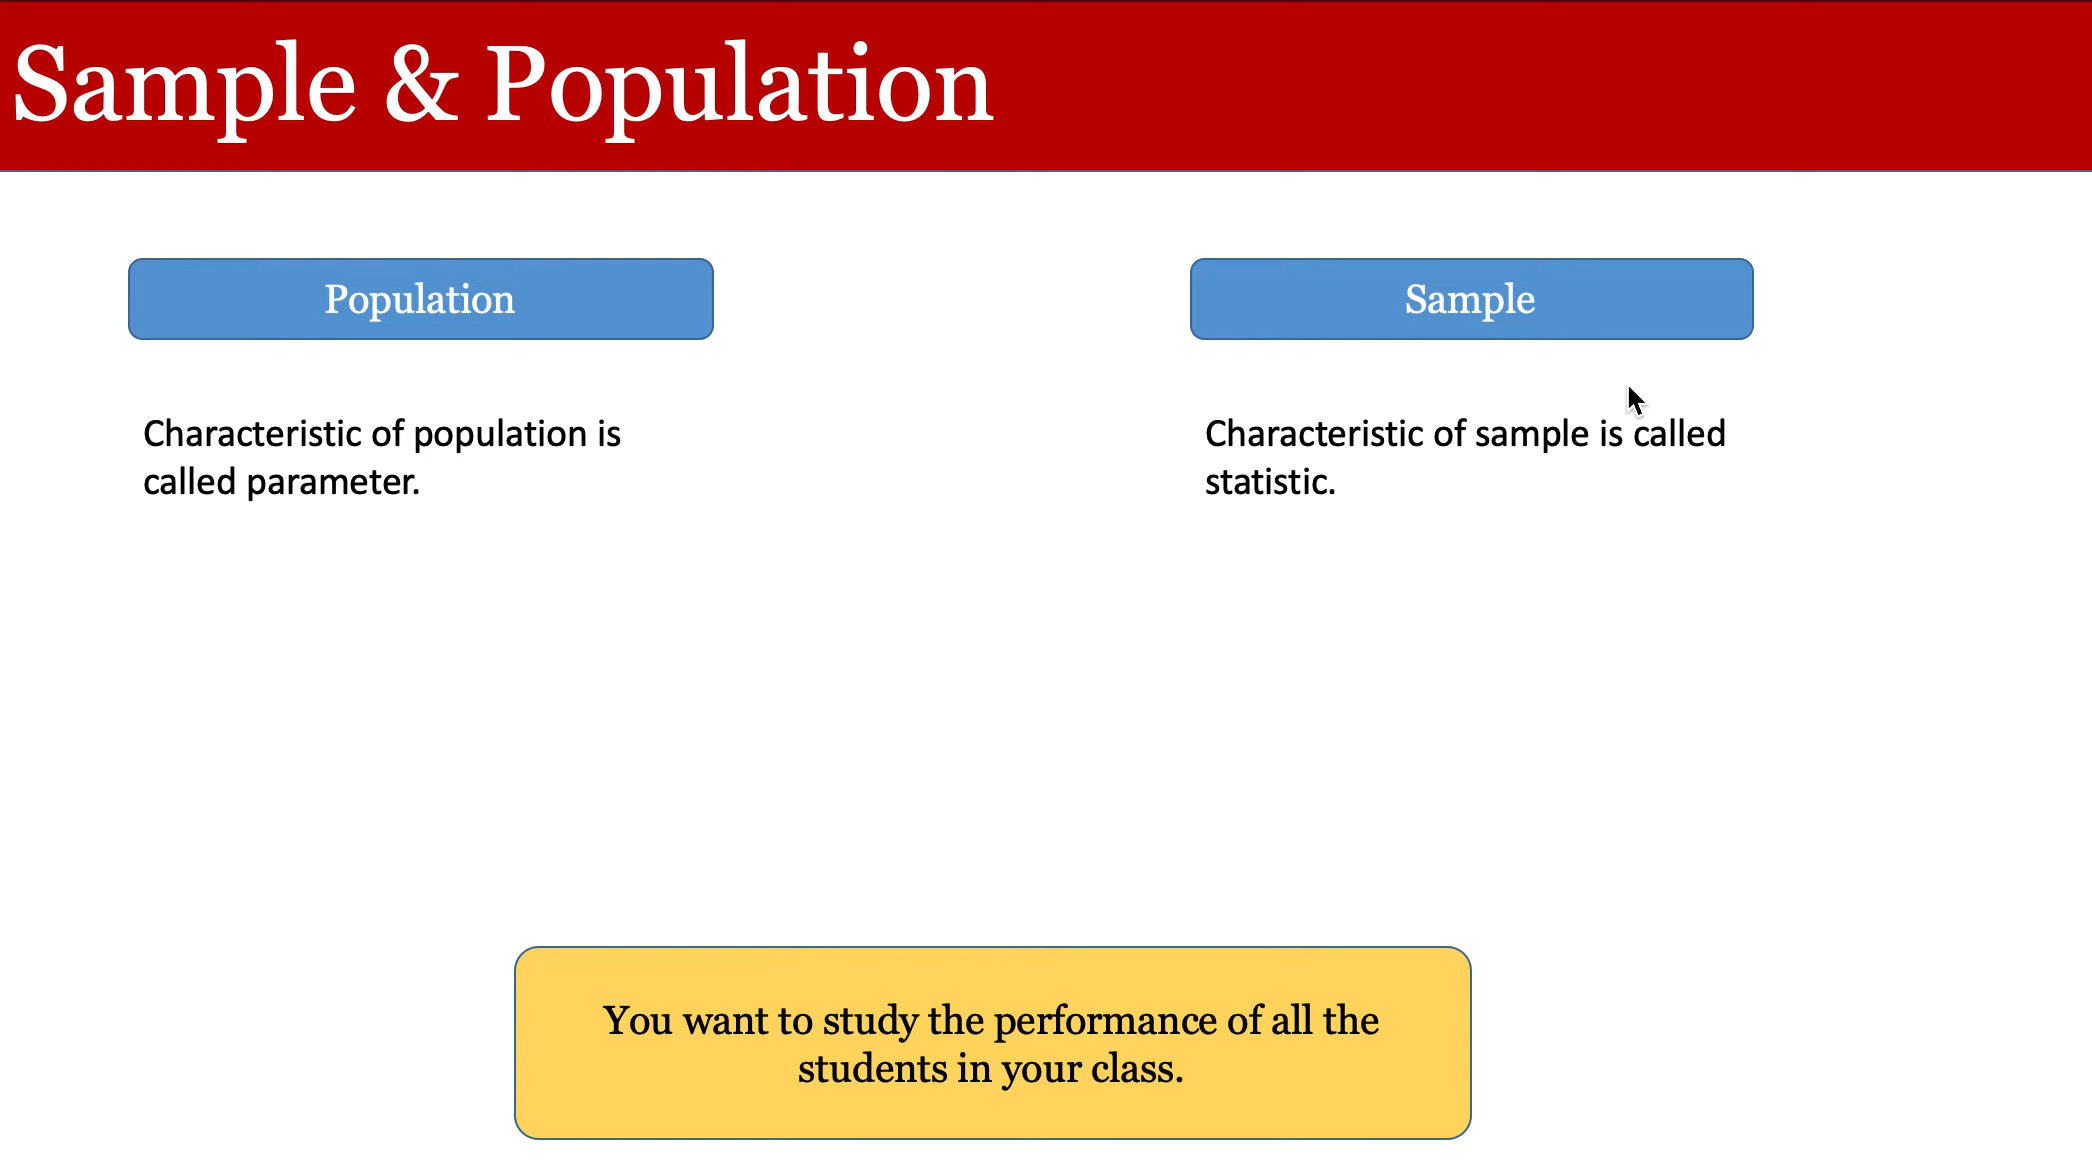 Sample & Population
Population
Characteristic of population is
called parameter.
Sample
Characteristic of sample is called
statistic.
You want to study the performance of all the
students in your class.